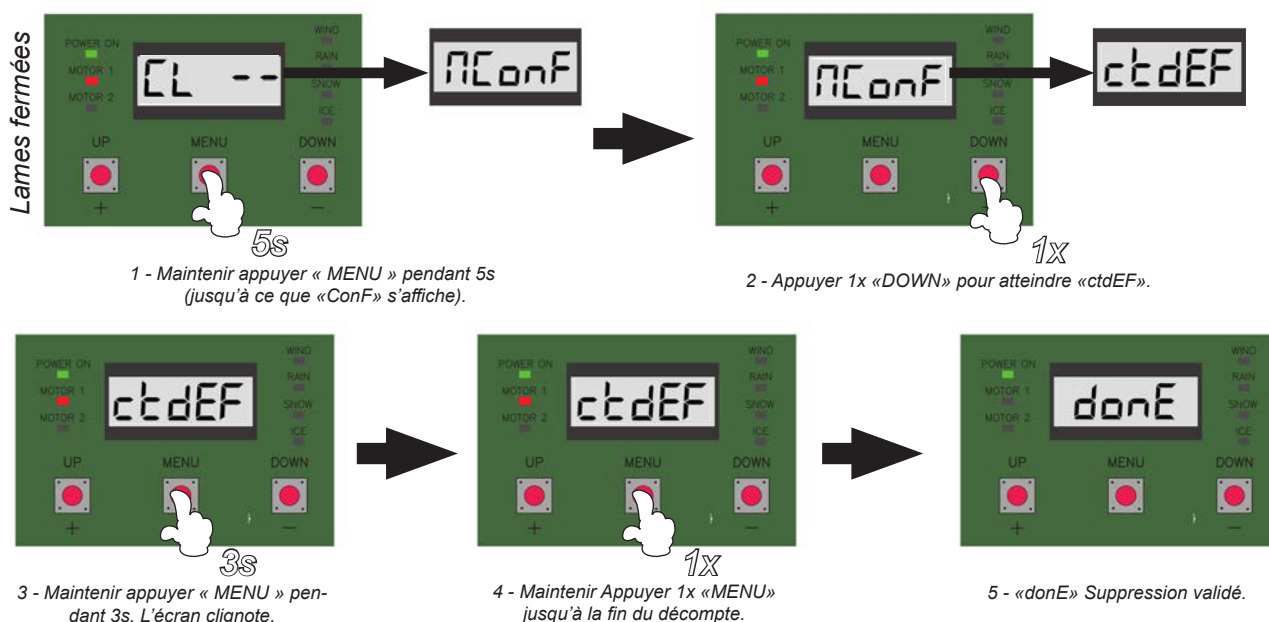 Lames fermées
POWER ON
MOTOR 1
MOTOR 2
CL --
WIND
RAIN
SNOW
ICE
UP
MENU
DOWN
+
−
5s
MConF
1 - Maintenir appuyer « MENU » pendant 5s
(jusqu'à ce que «ConF» s'affiche).
POWER ON
MOTOR 1
MOTOR 2
MConF
WIND
RAIN
SNOW
ICE
UP
MENU
DOWN
+
1x
ctdEF
2 - Appuyer 1x «DOWN» pour atteindre «ctdEF».
POWER ON
MOTOR 1
MOTOR 2
ctdEF
WIND
RAIN
SNOW
ICE
UP
MENU
DOWN
+
−
3s
3 - Maintenir appuyer « MENU » pen-
dant 3s. L'écran clignote.
POWER ON
MOTOR 1
MOTOR 2
ctdEF
WIND
RAIN
SNOW
ICE
UP
MENU
DOWN
+
−
1x
4 - Maintenir Appuyer 1x «MENU»
jusqu'à la fin du décompte.
POWER ON
MOTOR 1
MOTOR 2
donE
WIND
RAIN
SNOW
ICE
UP
MENU
DOWN
+
−
5 - «donE» Suppression validé.